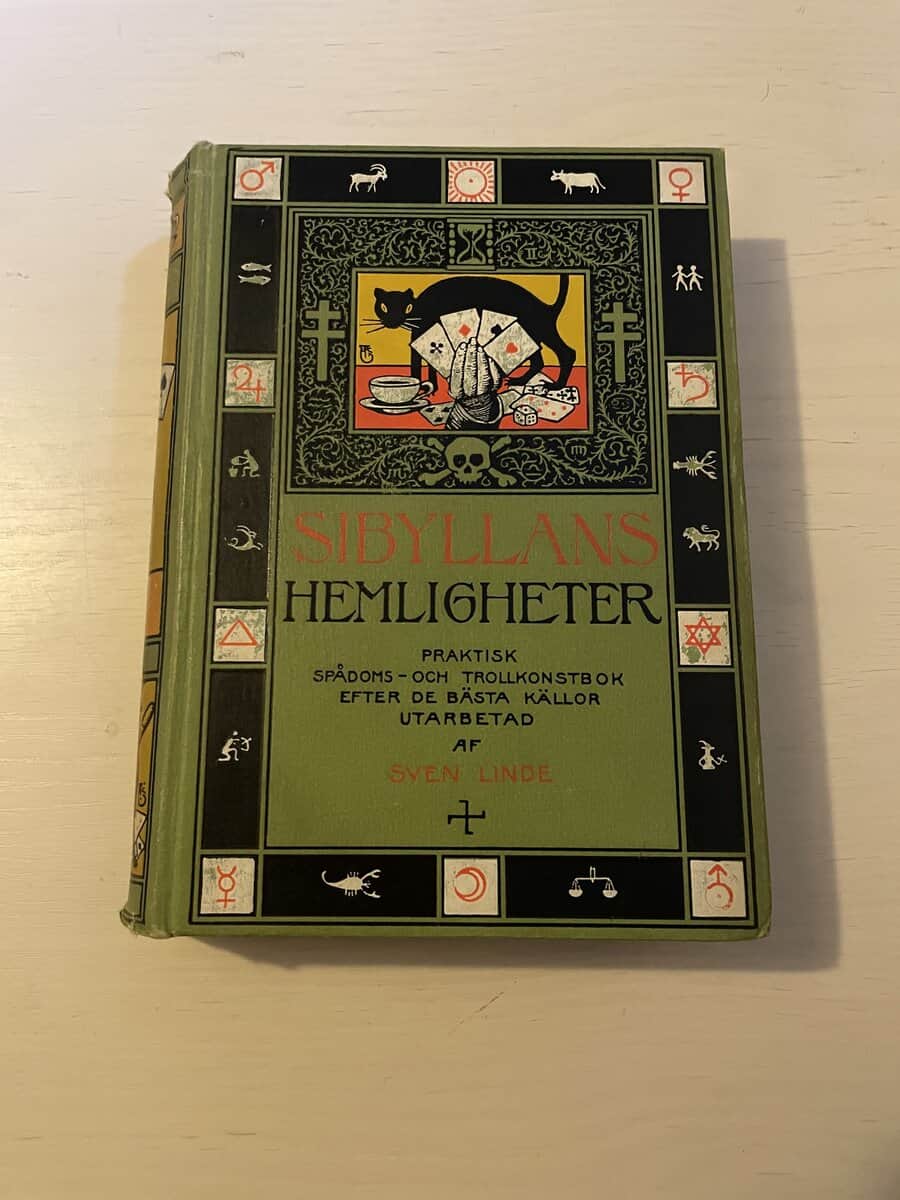 SIBYLLANS
HEMLIGHETER
PRAKTISK
SPÅDOMS - OCH TROLLKONSTBOK
EFTER DE BÄSTA KÄLLOR
UTARBETAD
AF
SVEN LINDE